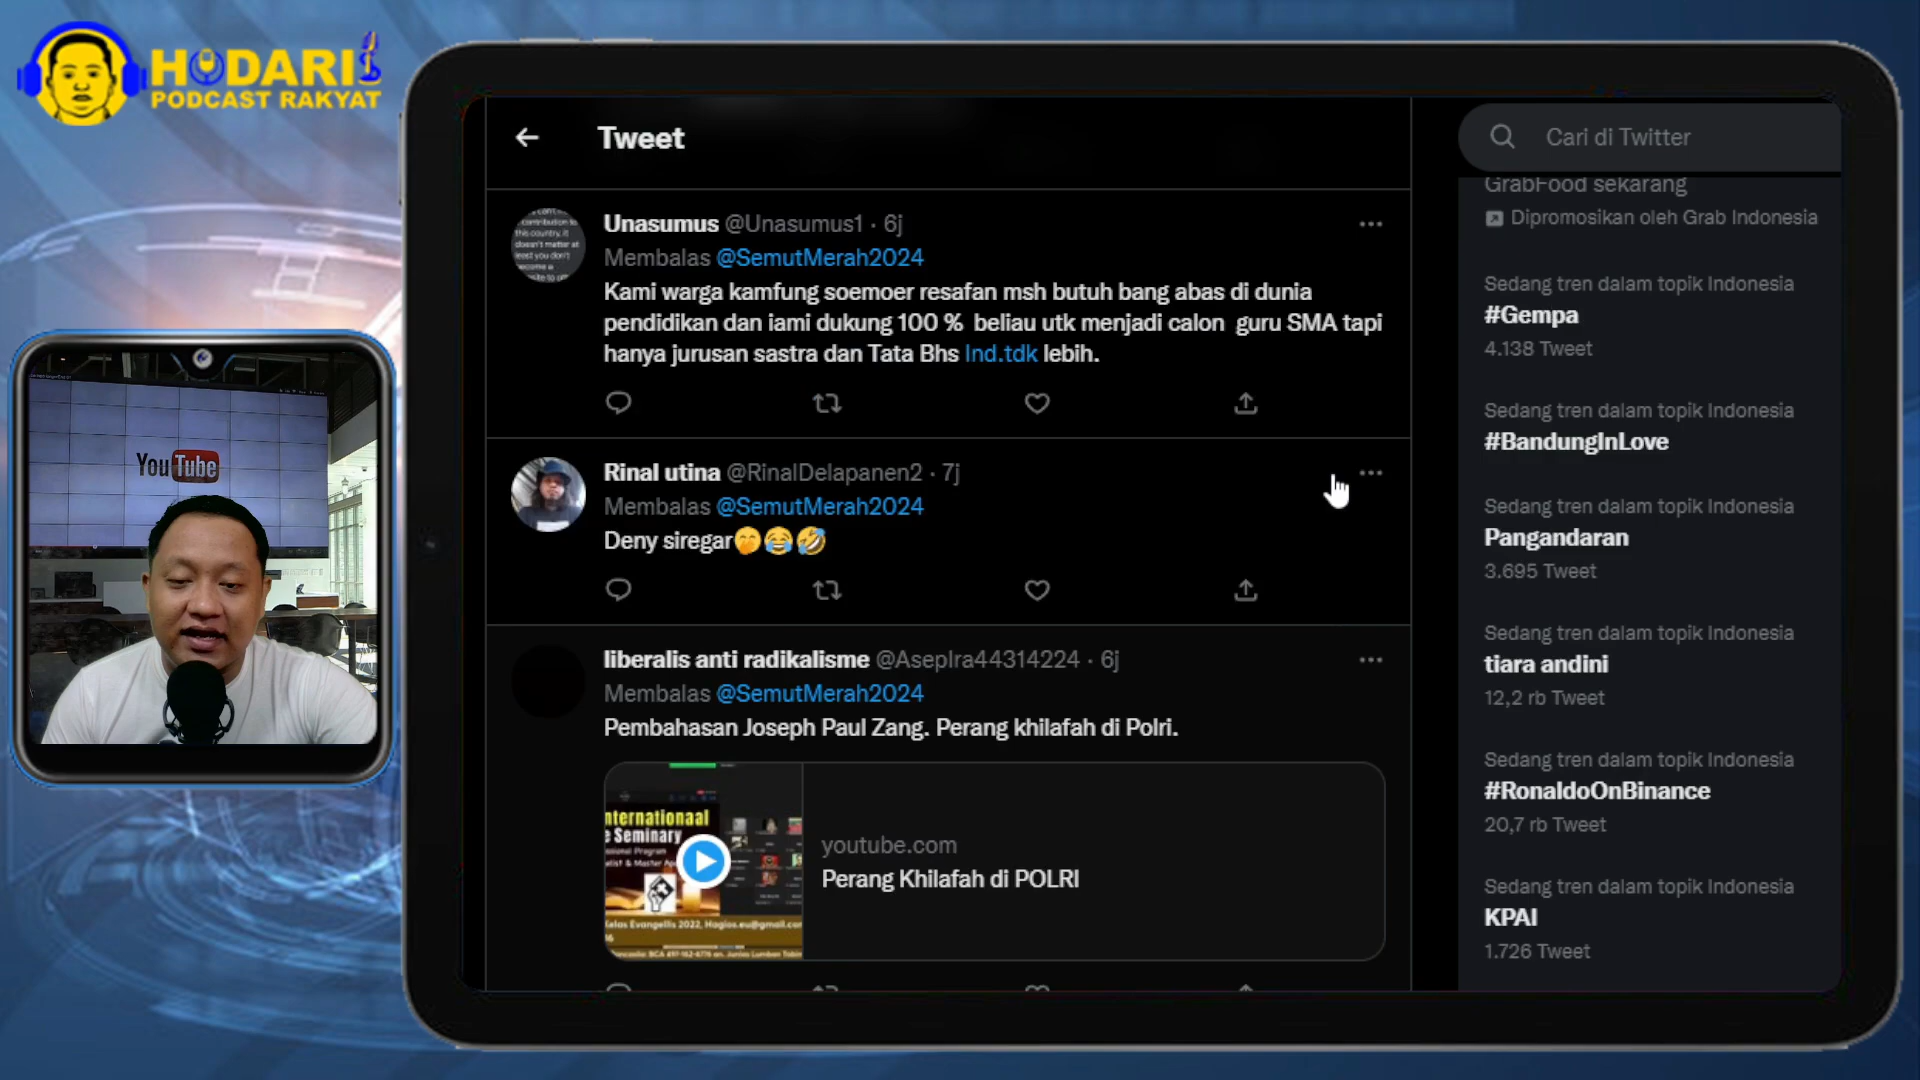 HODARI
PODCAST RAKYAT
YouTube
Tweet
Unasumus @Unasumus1 · 6j
Membalas @SemutMerah2024
Kami warga kamfung soemoer resafan msh butuh bang abas di dunia
pendidikan dan iami dukung 100 % beliau utk menjadi calon guru SMA tapi
hanya jurusan sastra dan Tata Bhs Ind.tdk lebih.
Rinal utina @RinalDelapanen2 · 7j
Membalas @SemutMerah2024
Deny siregar🤭😂🤣
liberalis anti radikalisme @AsepIra44314224 · 6j
Membalas @SemutMerah2024
Pembahasan Joseph Paul Zang. Perang khilafah di Polri.
nternationaal
e Seminary
youtube.com
Perang Khilafah di POLRI
Cari di Twitter
GrabFood sekarang
Dipromosikan oleh Grab Indonesia
Sedang tren dalam topik Indonesia
#Gempa
4.138 Tweet
Sedang tren dalam topik Indonesia
#BandungInLove
Sedang tren dalam topik Indonesia
Pangandaran
3.695 Tweet
Sedang tren dalam topik Indonesia
tiara andini
12,2 rb Tweet
Sedang tren dalam topik Indonesia
#RonaldoOnBinance
20,7 rb Tweet
Sedang tren dalam topik Indonesia
KPAI
1.726 Tweet